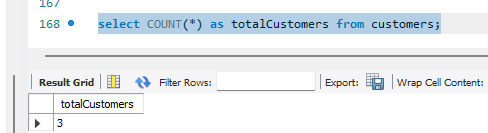 167
168 select COUNT(*) as totalCustomers from customers;
Result Grid Filter Rows: Export: Wrap Cell Content:
totalCustomers
3